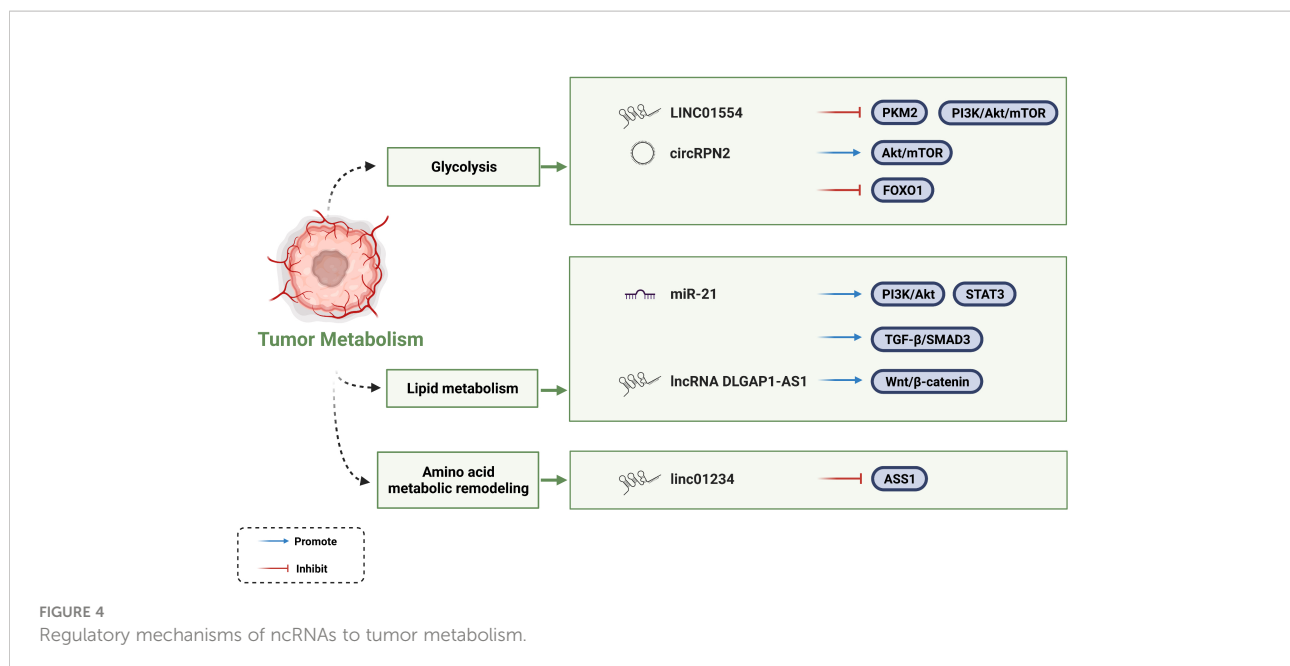 LINC01554
PKM2
PI3K/Akt/mTOR
Glycolysis
circRPN2
Akt/mTOR
FOXO1
Tumor Metabolism
miR-21
PI3K/Akt
STAT3
TGF-β/SMAD3
Lipid metabolism
lncRNA DLGAP1-AS1
Wnt/β-catenin
Amino acid
metabolic remodeling
linc01234
ASS1
Promote
Inhibit
FIGURE 4
Regulatory mechanisms of ncRNAs to tumor metabolism.